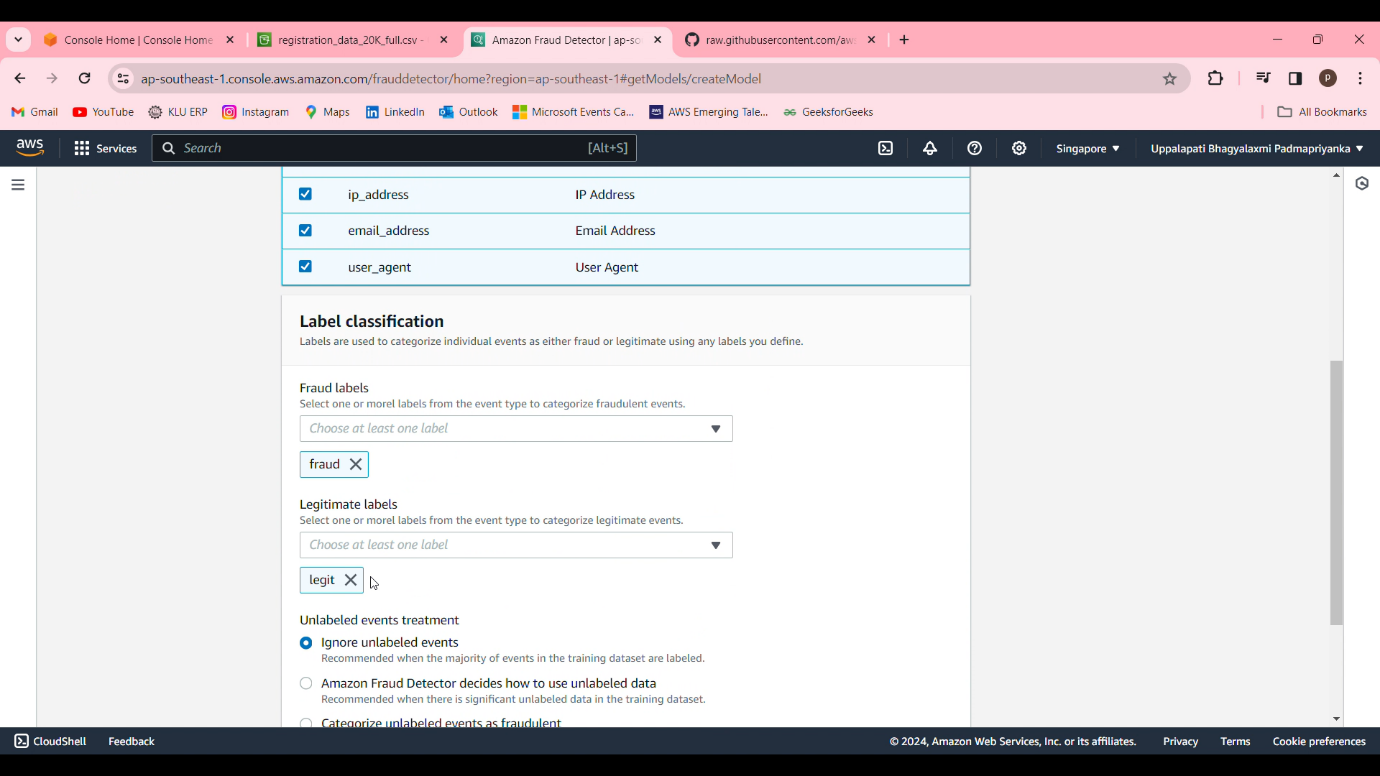 Console Home | Console Home
registration_data_20K_full.csv -
Amazon Fraud Detector | ap-so
raw.githubusercontent.com/aw
ap-southeast-1.console.aws.amazon.com/frauddetector/home?region=ap-southeast-1#getModels/createModel
P
Gmail
YouTube
KLU ERP
Instagram
Maps
LinkedIn
Outlook
Microsoft Events Ca...
AWS Emerging Tale...
GeeksforGeeks
All Bookmarks
aws
Services
Search
[Alt+S]
Singapore
Uppalapati Bhagyalaxmi Padmapriyanka
ip_address IP Address
email_address Email Address
user_agent User Agent
Label classification
Labels are used to categorize individual events as either fraud or legitimate using any labels you define.
Fraud labels
Select one or morel labels from the event type to categorize fraudulent events.
Choose at least one label
fraud
Legitimate labels
Select one or morel labels from the event type to categorize legitimate events.
Choose at least one label
legit
Unlabeled events treatment
Ignore unlabeled events
Recommended when the majority of events in the training dataset are labeled.
Amazon Fraud Detector decides how to use unlabeled data
Recommended when there is significant unlabeled data in the training dataset.
Categorize unlabeled events as fraudulent
CloudShell
Feedback
© 2024, Amazon Web Services, Inc. or its affiliates.
Privacy
Terms
Cookie preferences